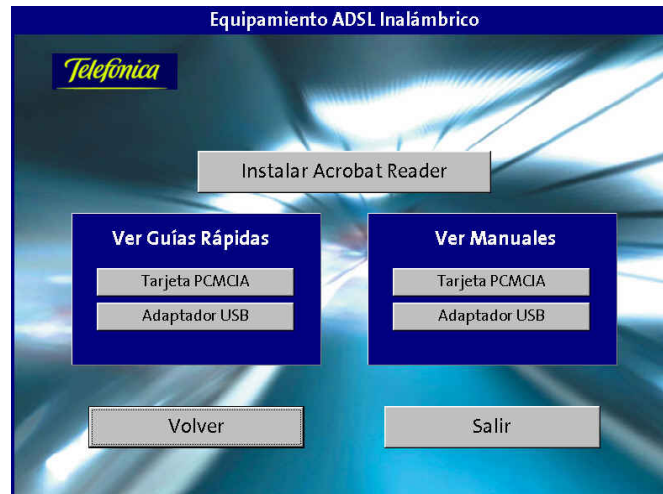 Equipamiento ADSL Inalámbrico
Telefónica
Instalar Acrobat Reader
Ver Guías Rápidas
Tarjeta PCMCIA
Adaptador USB
Ver Manuales
Tarjeta PCMCIA
Adaptador USB
Volver
Salir